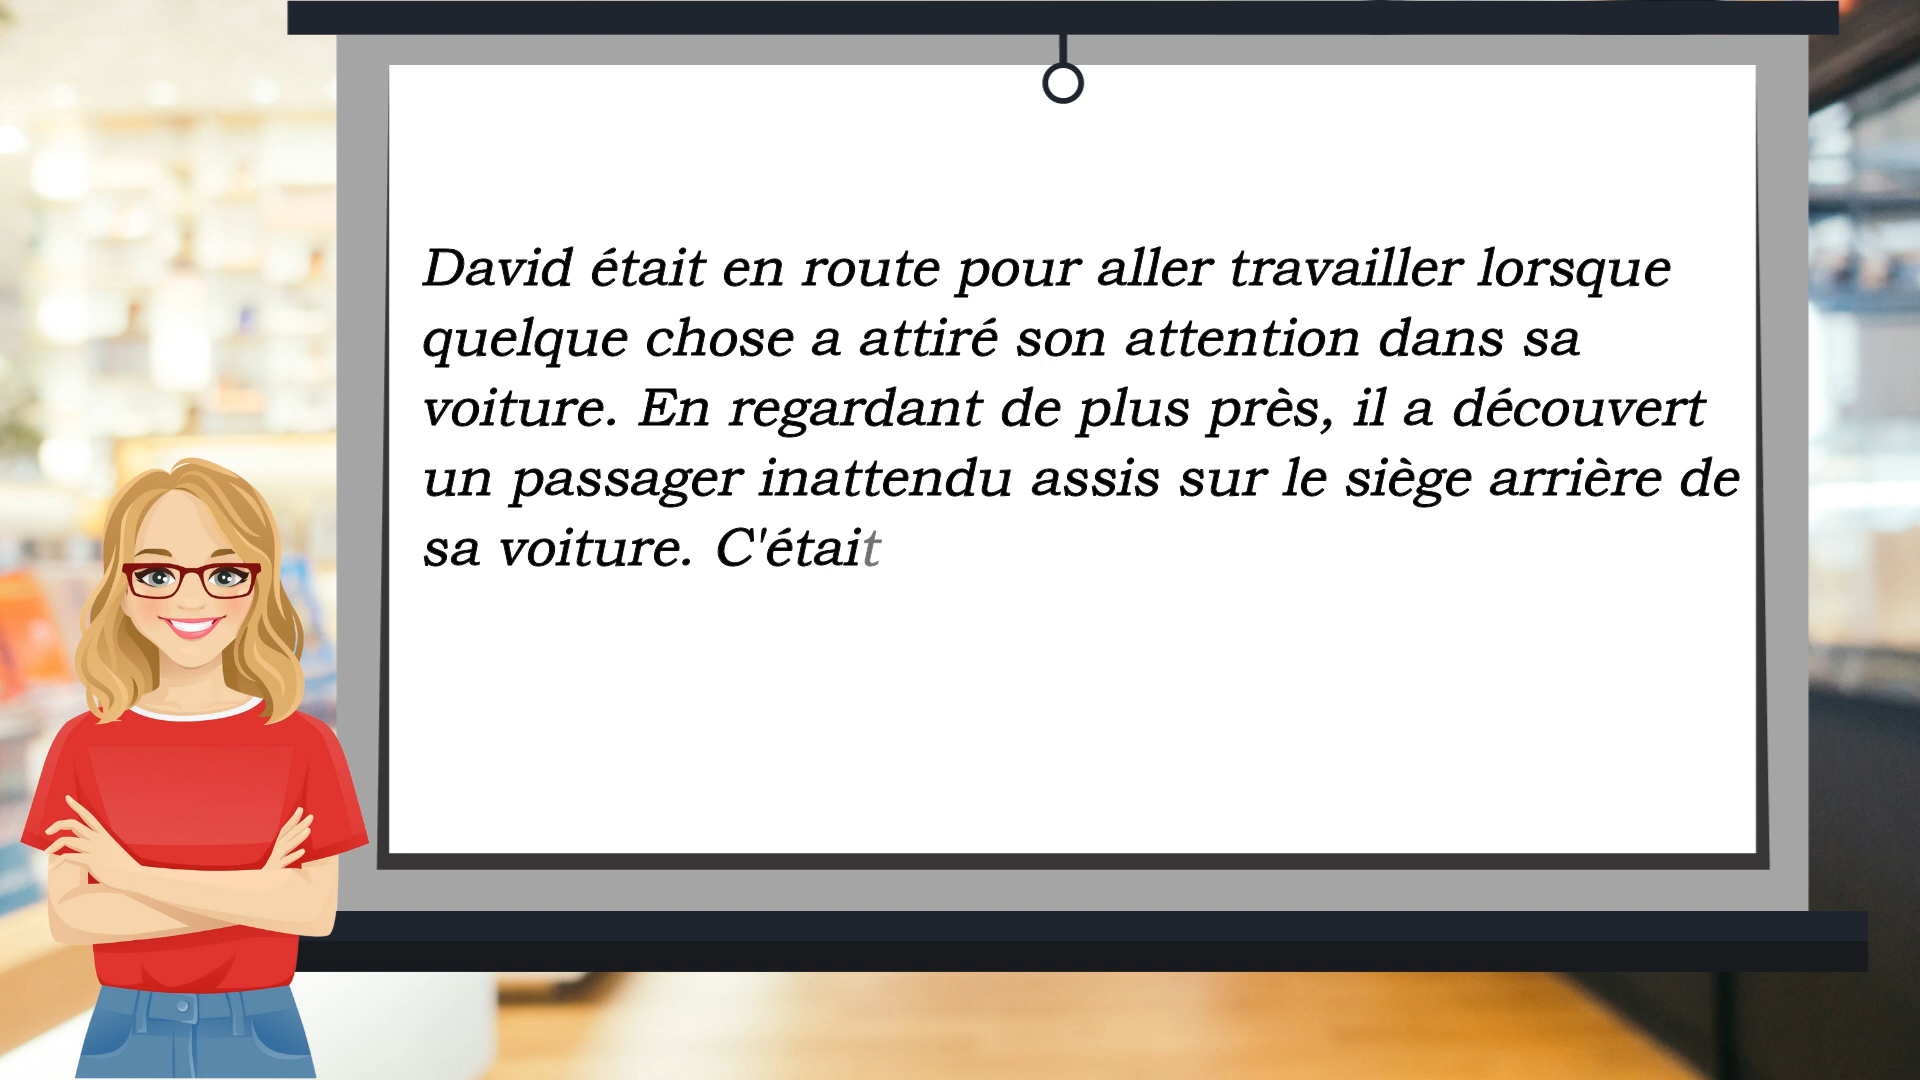 David était en route pour aller travailler lorsque
quelque chose a attiré son attention dans sa
voiture. En regardant de plus près, il a découvert
un passager inattendu assis sur le siège arrière de
sa voiture. C'était